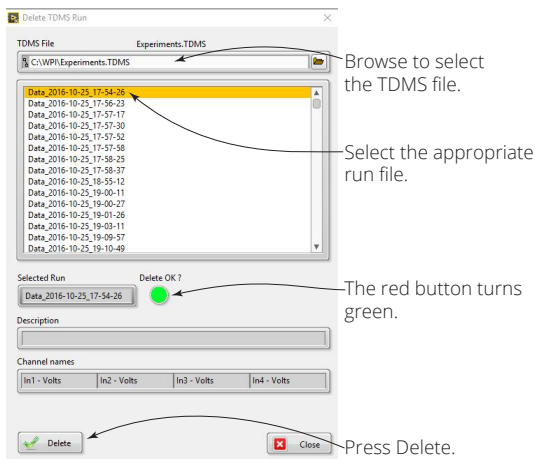 Delete TDMS Run
TDMS File
Experiments.TDMS
C:\WPI\Experiments.TDMS
Browse to select
the TDMS file.
Data_2016-10-25_17-54-26
Data_2016-10-25_17-56-23
Data_2016-10-25_17-57-17
Data_2016-10-25_17-57-30
Data_2016-10-25_17-57-52
Data_2016-10-25_17-57-58
Data_2016-10-25_17-58-25
Data_2016-10-25_17-58-37
Data_2016-10-25_18-55-12
Data_2016-10-25_19-00-11
Data_2016-10-25_19-00-27
Data_2016-10-25_19-01-26
Data_2016-10-25_19-03-11
Data_2016-10-25_19-09-57
Data_2016-10-25_19-10-49
Select the appropriate
run file.
Selected Run
Delete OK ?
Data_2016-10-25_17-54-26
The red button turns
green.
Description
Channel names
In1 - Volts
In2 - Volts
In3 - Volts
In4 - Volts
Delete
Close
Press Delete.